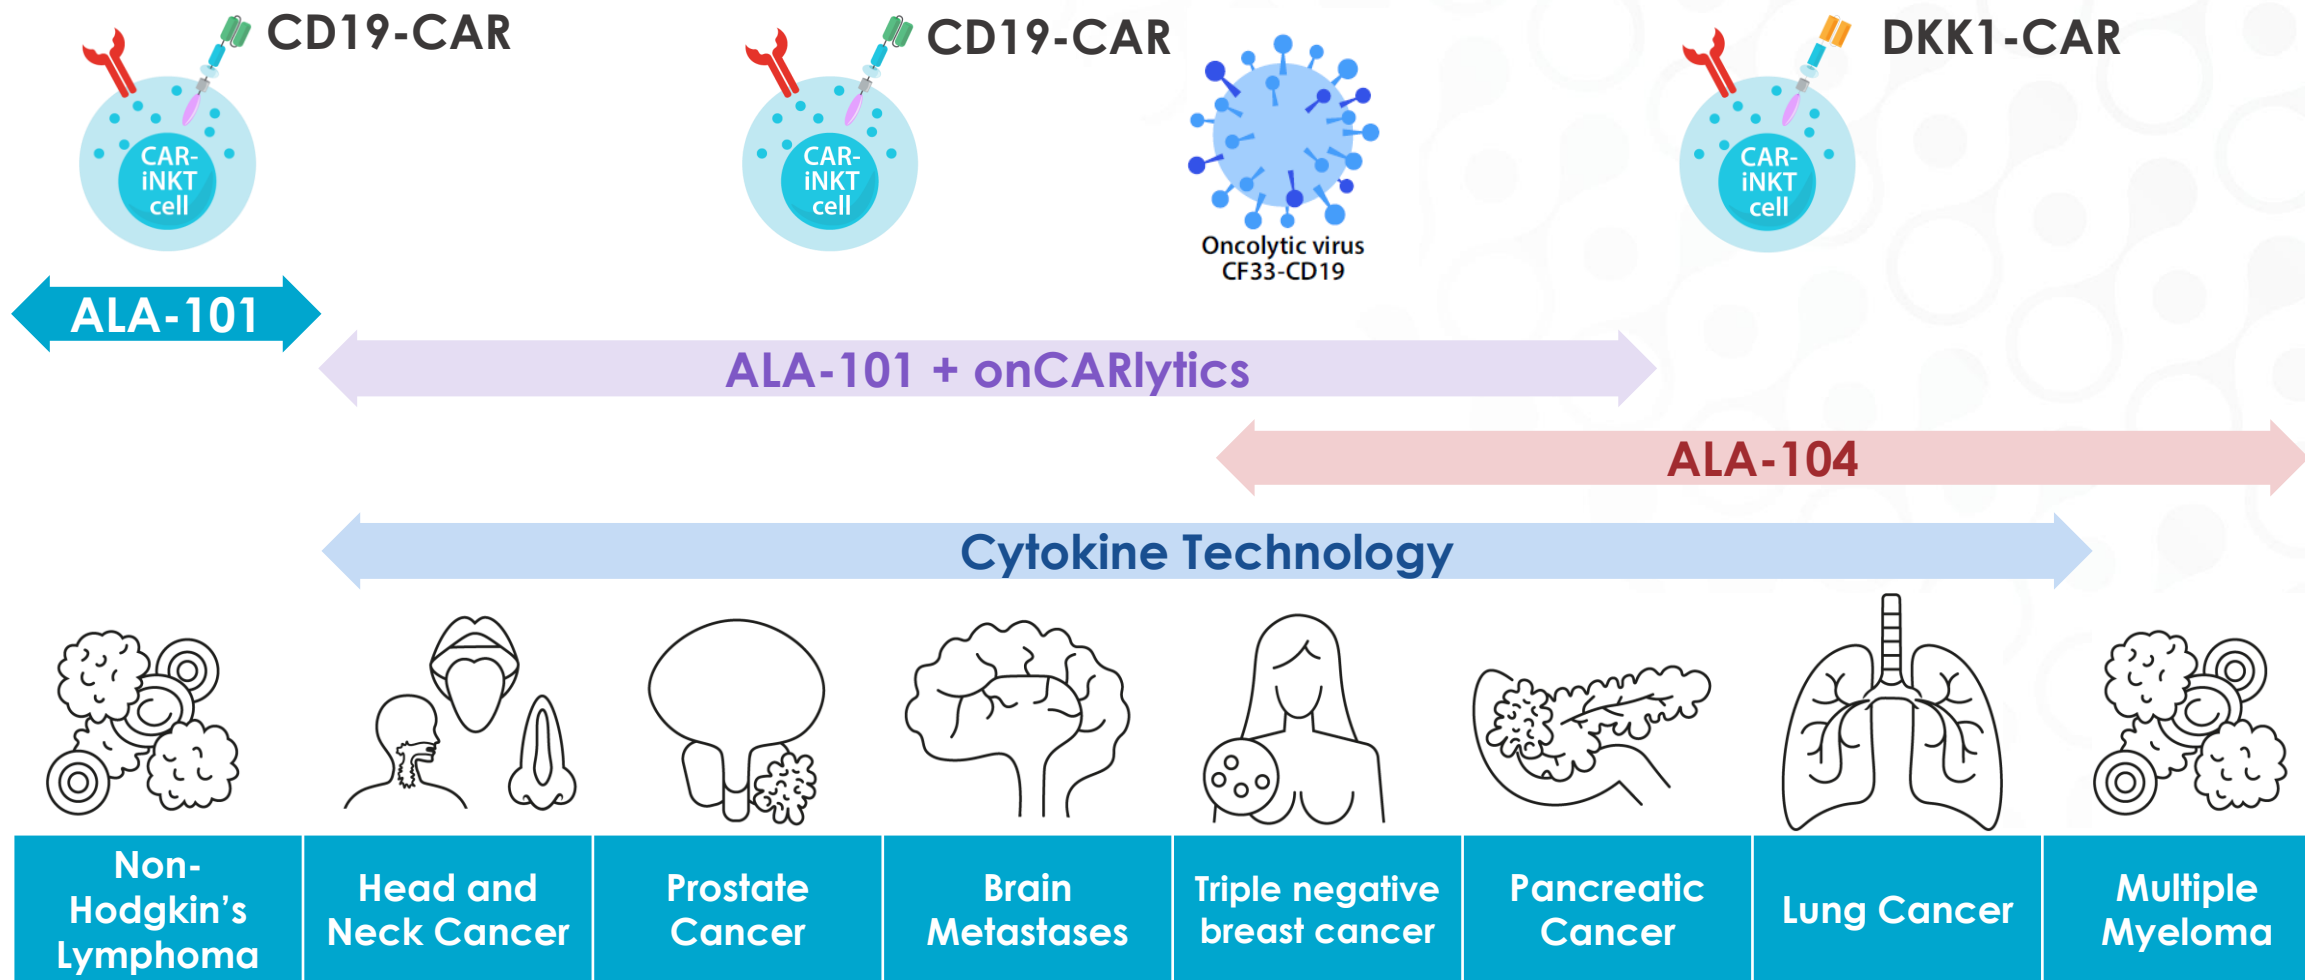 CD19-CAR
CAR-
iNKT
cell
CD19-CAR
CAR-
iNKT
cell
Oncolytic virus
CF33-CD19
DKK1-CAR
CAR-
iNKT
cell
ALA-101
ALA-101 + onCARlytics
ALA-104
Cytokine Technology
Non-
Hodgkin's
Lymphoma
Head and
Neck Cancer
Prostate
Cancer
Brain
Metastases
Triple negative
breast cancer
Pancreatic
Cancer
Lung Cancer
Multiple
Myeloma